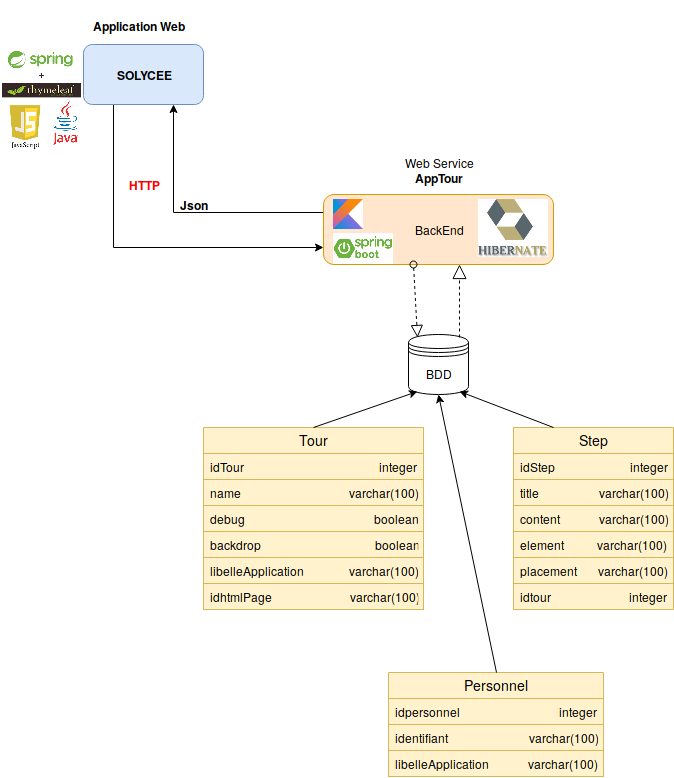 Application Web
spring
+
thymeleaf
JS
JavaScript
Java
SOLYCEE
HTTP
Json
Web Service
AppTour
BackEnd
spring
boot
HIBERNATE
BDD
Tour
idTour integer
name varchar(100)
debug boolean
backdrop boolean
libelleApplication varchar(100)
idhtmlPage varchar(100)
Step
idStep integer
title varchar(100)
content varchar(100)
element varchar(100)
placement varchar(100)
idtour integer
Personnel
idpersonnel integer
identifiant varchar(100)
libelleApplication varchar(100)